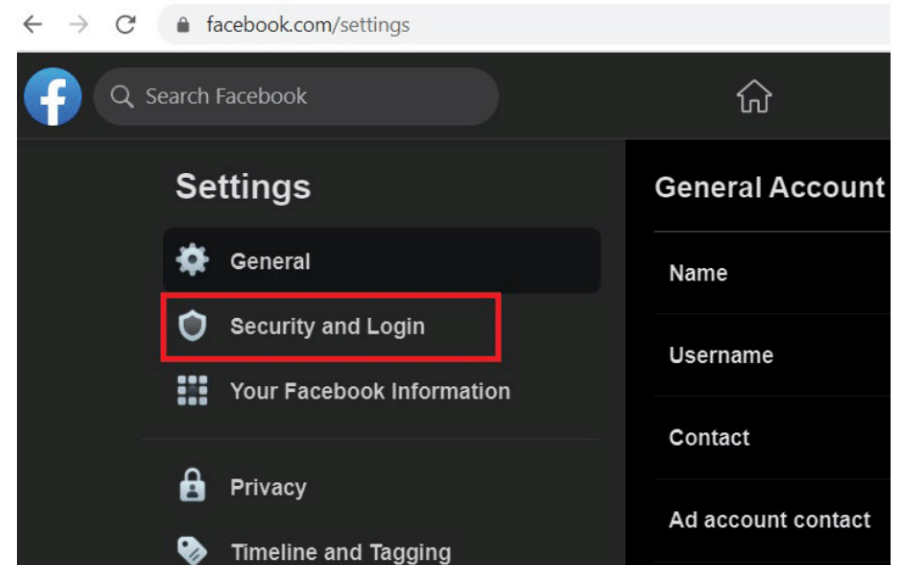 facebook.com/settings
Search Facebook
Settings
General
Security and Login
Your Facebook Information
Privacy
Timeline and Tagging
General Account
Name
Username
Contact
Ad account contact